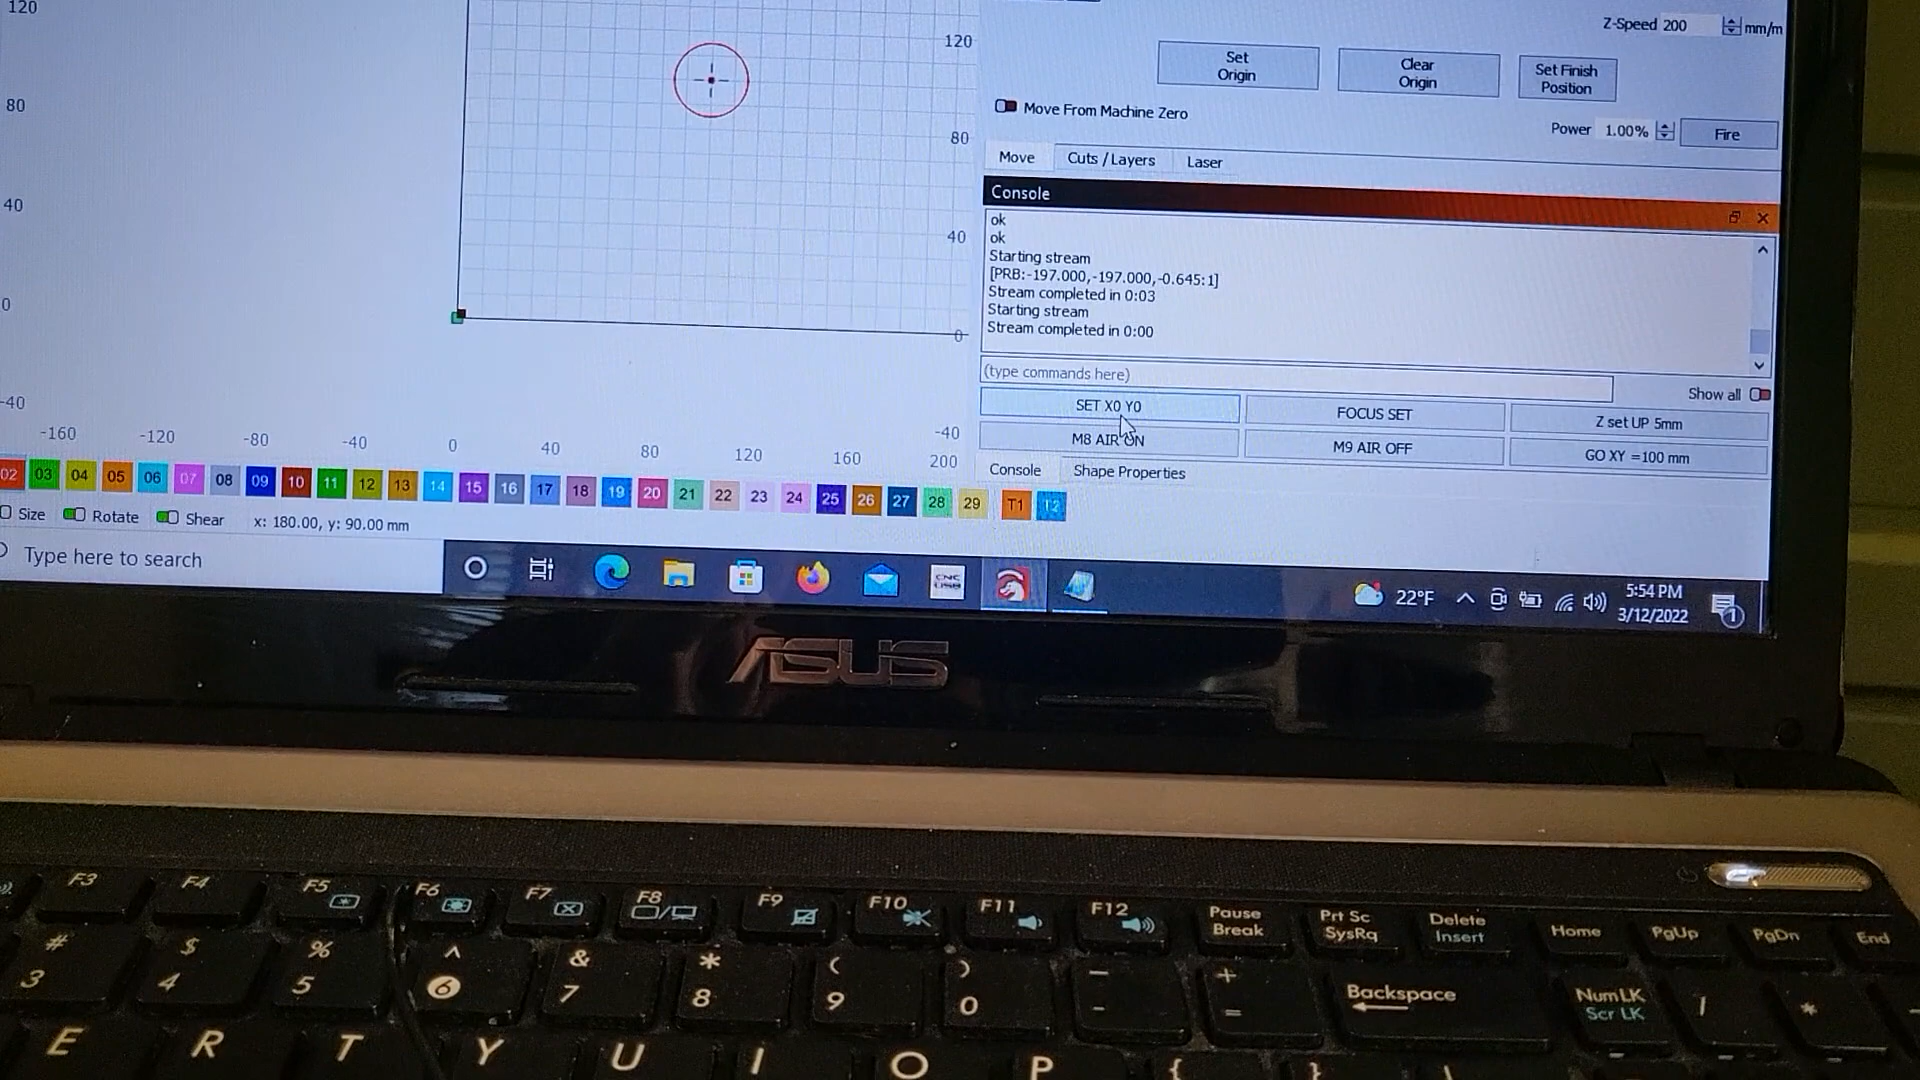 120
80
40
0
-40
120
80
40
0
-40
-160
-120
-80
-40
0
40
80
120
160
200
Z-Speed 200 mm/m
Set
Origin
Clear
Origin
Set Finish
Position
Move From Machine Zero
Power 1.00% Fire
Move Cuts / Layers Laser
Console
ok
ok
Starting stream
[PRB:-197.000,-197.000,-0.645:1]
Stream completed in 0:03
Starting stream
Stream completed in 0:00
(type commands here)
Show all
SET X0 Y0 FOCUS SET Z set UP 5mm
M8 AIR ON M9 AIR OFF GO XY =100 mm
Console Shape Properties
02 03 04 05 06 07 08 09 10 11 12 13 14 15 16 17 18 19 20 21 22 23 24 25 26 27 28 29 T1 T2
Size Rotate Shear x: 180.00, y: 90.00 mm
Type here to search
CNC
USB
22°F
5:54 PM
3/12/2022
1
ASUS
F3 F4 F5 F6 F7 F8 F9 F10 F11 F12
Pause
Break
Prt Sc
SysRq
Delete
Insert
Home PgUp PgDn End
# $ % ^ & * ( ) – +
3 4 5 6 7 8 9 0 - =
Backspace
Num LK
Scr LK
/ *
E R T Y U I O P { }